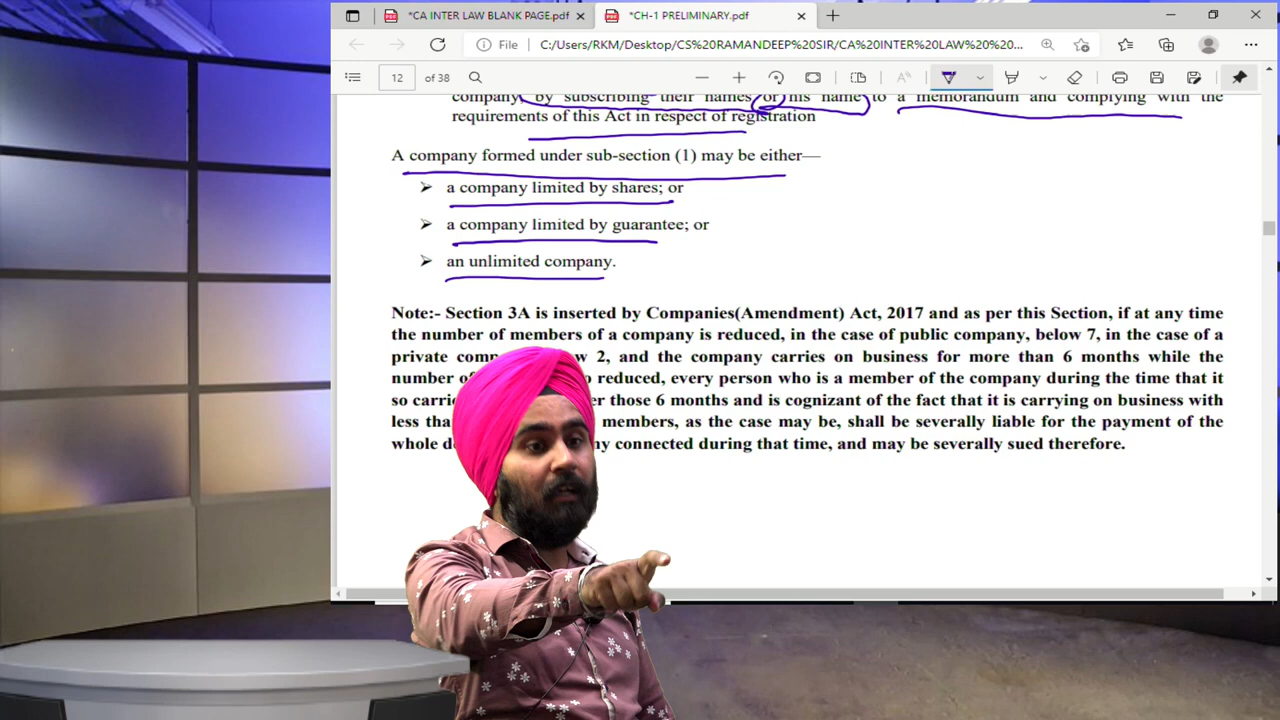 *CA INTER LAW BLANK PAGE.pdf
*CH-1 PRELIMINARY.pdf
File C:/Users/RKM/Desktop/CS%20RAMANDEEP%20SIR/CA%20INTER%20LAW%20%20...
12 of 38
company, by subscribing their names or his name to a memorandum and complying with the
requirements of this Act in respect of registration
A company formed under sub-section (1) may be either—
a company limited by shares; or
a company limited by guarantee; or
an unlimited company.
Note:- Section 3A is inserted by Companies(Amendment) Act, 2017 and as per this Section, if at any time
the number of members of a company is reduced, in the case of public company, below 7, in the case of a
private 2, and the company carries on business for more than 6 months while the
number reduced, every person who is a member of the company during the time that it
so those 6 months and is cognizant of the fact that it is carrying on business with
less members, as the case may be, shall be severally liable for the payment of the
whole connected during that time, and may be severally sued therefore.